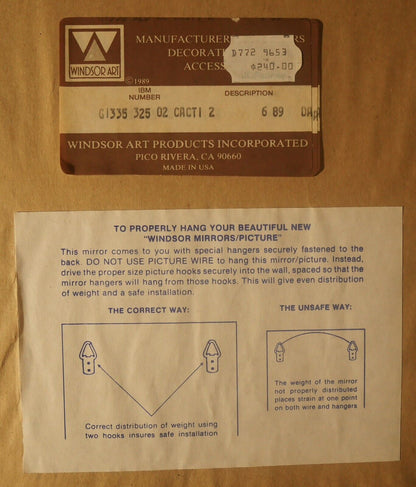 WINDSOR ART
MANUFACTURERS
DECORAT
ACCESS
D772 9653
$240.00
©1989
IBM
NUMBER
DESCRIPTION
G1335 325 02 CACTI 2 6 89
WINDSOR ART PRODUCTS INCORPORATED
PICO RIVERA, CA 90660
MADE IN USA
TO PROPERLY HANG YOUR BEAUTIFUL NEW
"WINDSOR MIRRORS/PICTURE"
This mirror comes to you with special hangers securely fastened to the
back. DO NOT USE PICTURE WIRE to hang this mirror/picture. Instead,
drive the proper size picture hooks securely into the wall, spaced so that the
mirror hangers will hang from those hooks. This will give even distribution
of weight and a safe installation.
THE CORRECT WAY:
Correct distribution of weight using
two hooks insures safe installation
THE UNSAFE WAY:
The weight of the mirror
not properly distributed
places strain at one point
on both wire and hangers